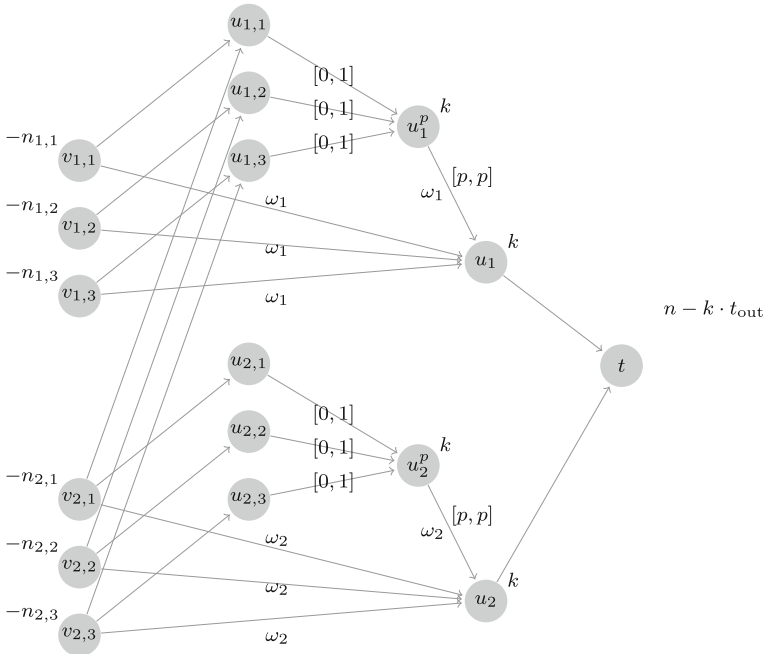 u_{1,1}
[0, 1]
u_{1,2}
k
[0, 1]
u_1^p
-n_{1,1}
[0, 1]
v_{1,1}
u_{1,3}
[p, p]
ω_1
-n_{1,2}
ω_1
v_{1,2}
k
ω_1
u_1
-n_{1,3}
v_{1,3}
ω_1
n − k · t_{out}
u_{2,1}
t
[0, 1]
u_{2,2}
k
[0, 1]
u_2^p
-n_{2,1}
[0, 1]
v_{2,1}
u_{2,3}
[p, p]
ω_2
-n_{2,2}
ω_2
v_{2,2}
k
ω_2
u_2
-n_{2,3}
v_{2,3}
ω_2